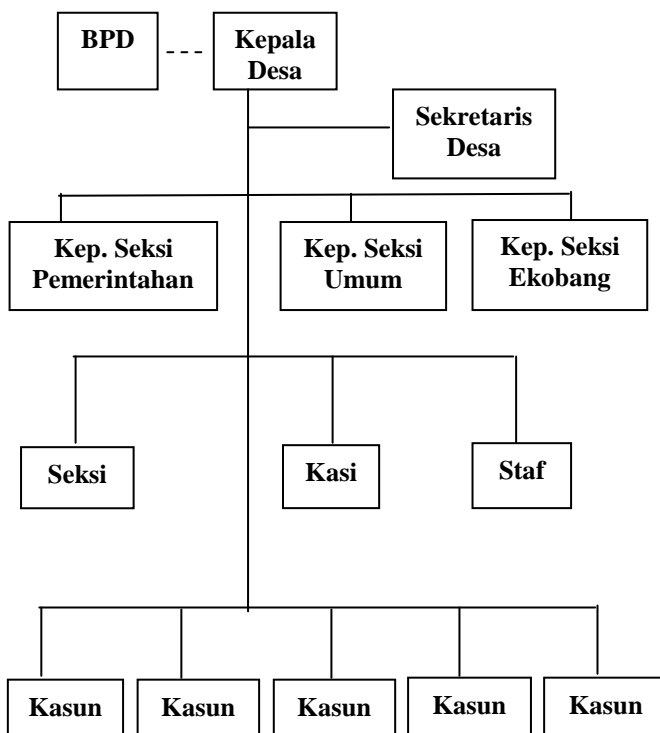 BPD
Kepala
Desa
Sekretaris
Desa
Kep. Seksi
Pemerintahan
Kep. Seksi
Umum
Kep. Seksi
Ekobang
Seksi
Kasi
Staf
Kasun
Kasun
Kasun
Kasun
Kasun